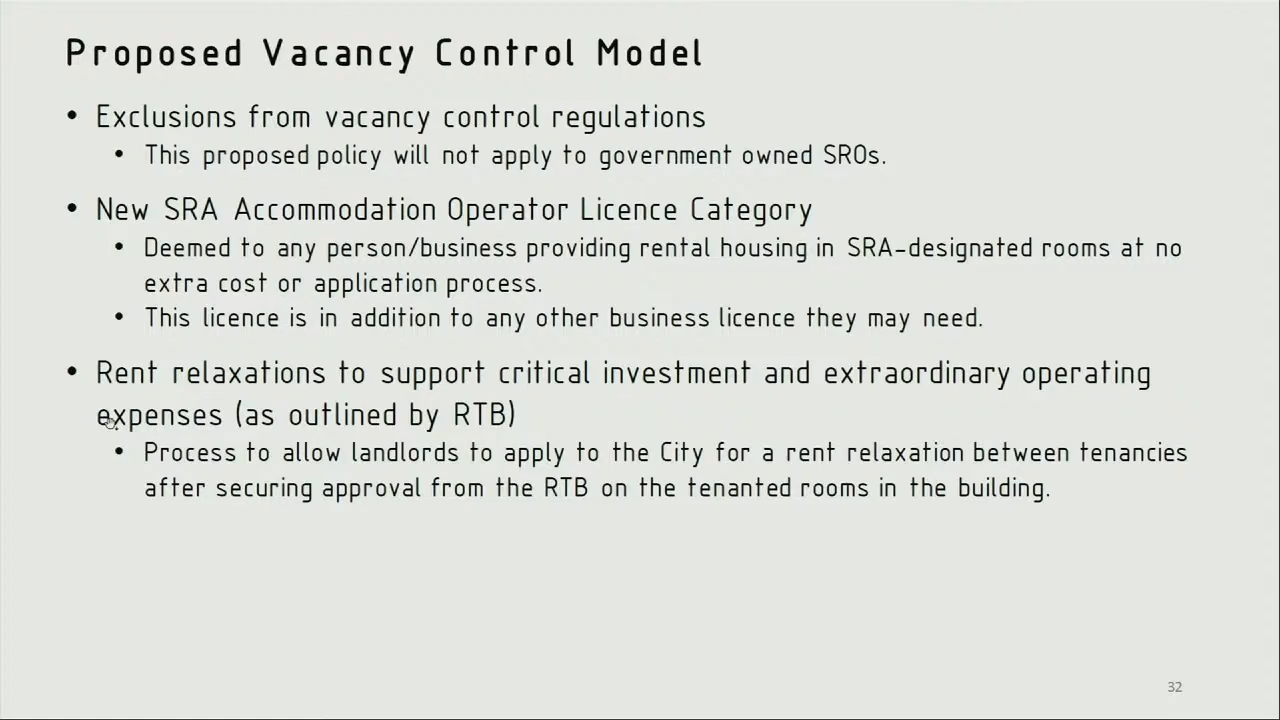 Proposed Vacancy Control Model
• Exclusions from vacancy control regulations
• This proposed policy will not apply to government owned SROs.
• New SRA Accommodation Operator Licence Category
• Deemed to any person/business providing rental housing in SRA-designated rooms at no
extra cost or application process.
• This licence is in addition to any other business licence they may need.
• Rent relaxations to support critical investment and extraordinary operating
expenses (as outlined by RTB)
• Process to allow landlords to apply to the City for a rent relaxation between tenancies
after securing approval from the RTB on the tenanted rooms in the building.
32